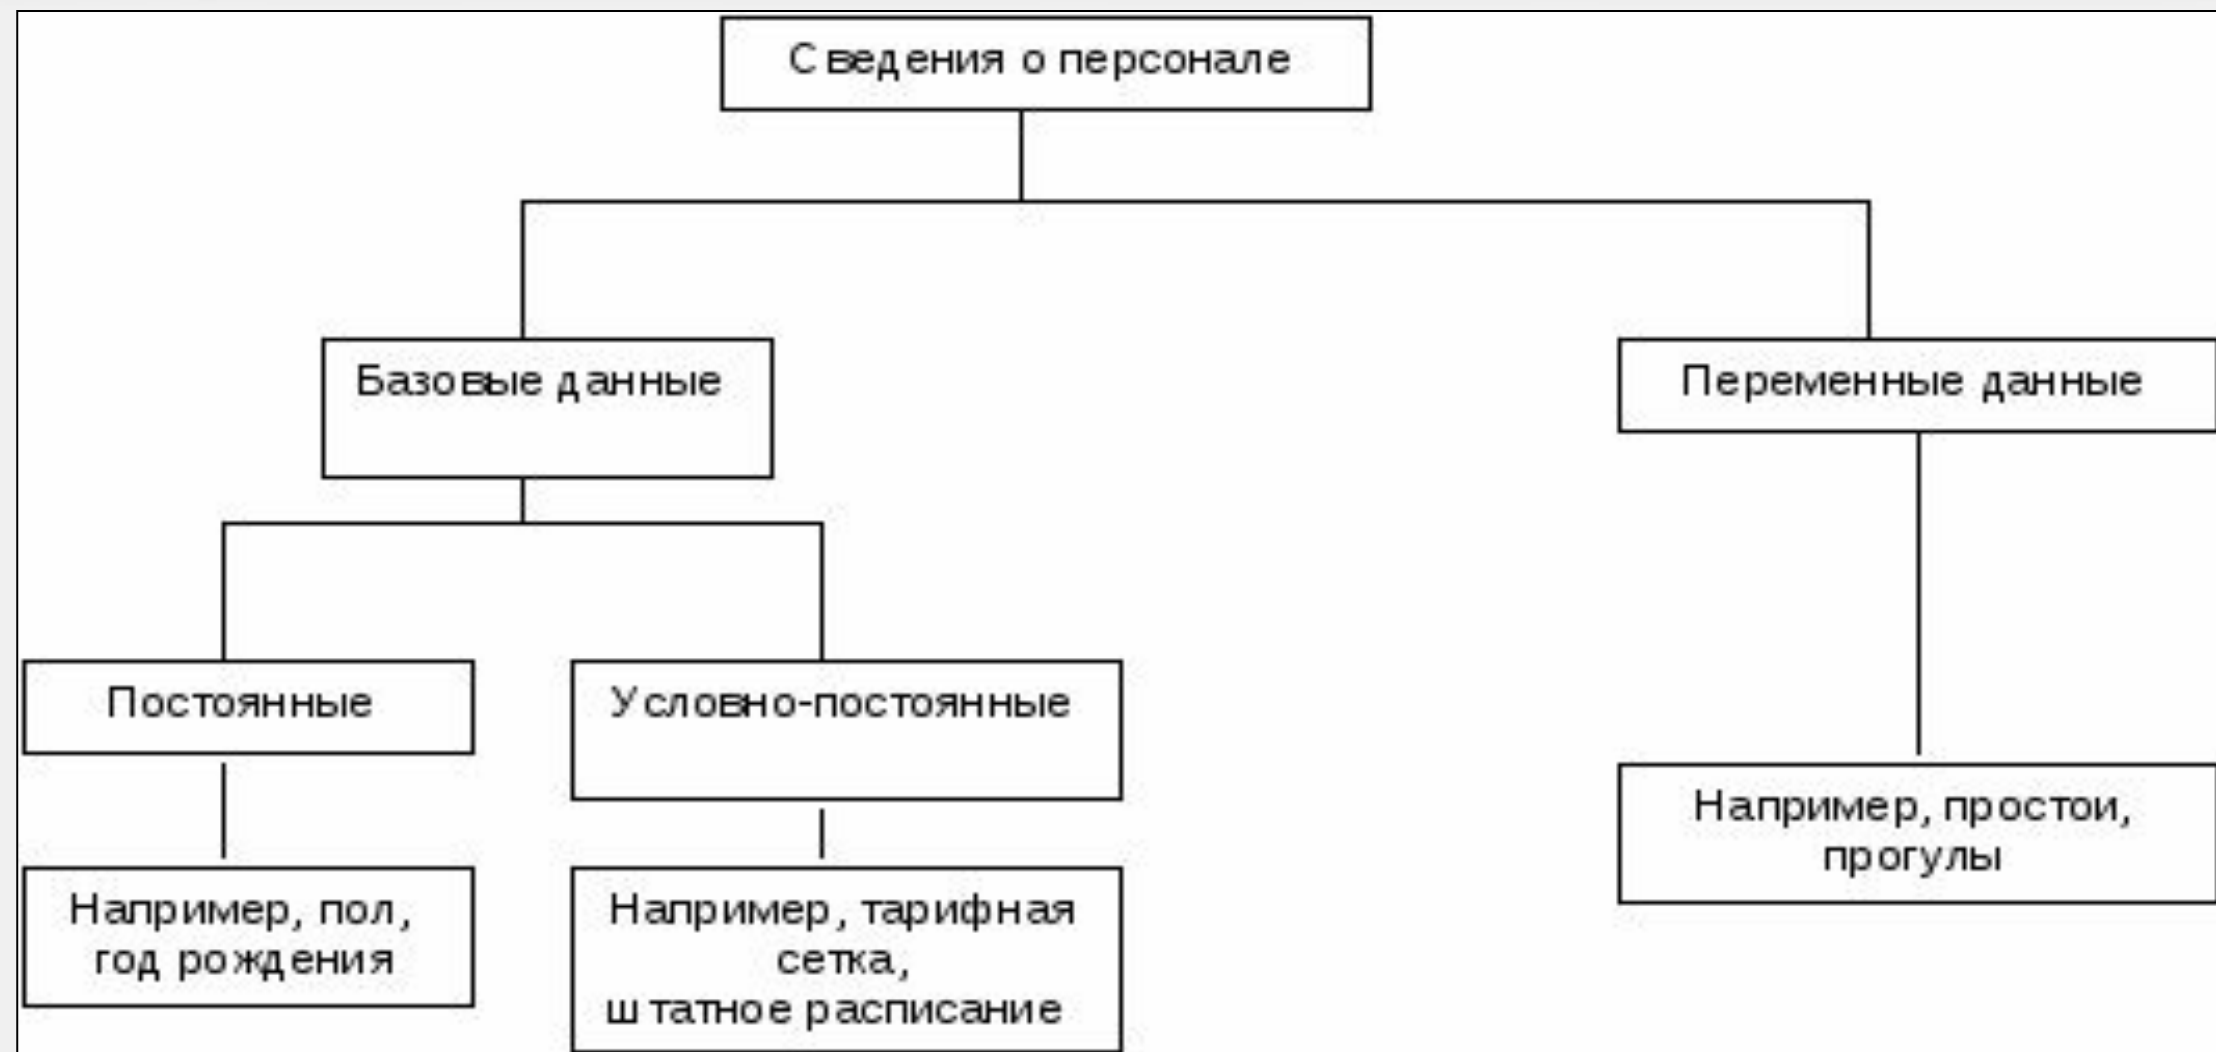 Сведения о персонале
Базовые данные
Переменные данные
Постоянные
Условно-постоянные
Например, простои,
прогулы
Например, пол,
год рождения
Например, тарифная
сетка,
штатное расписание